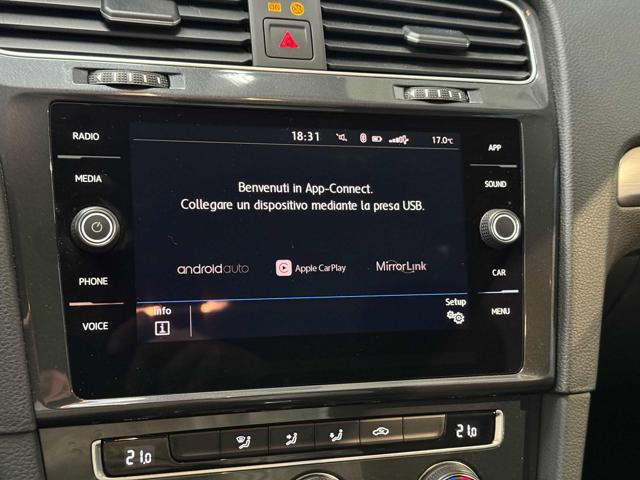 RADIO
MEDIA
PHONE
VOICE
18:31
17.0°C
Benvenuti in App-Connect.
Collegare un dispositivo mediante la presa USB.
androidauto
Apple CarPlay
MirrorLink
Info
Setup
APP
SOUND
CAR
MENU
21.0
21.0